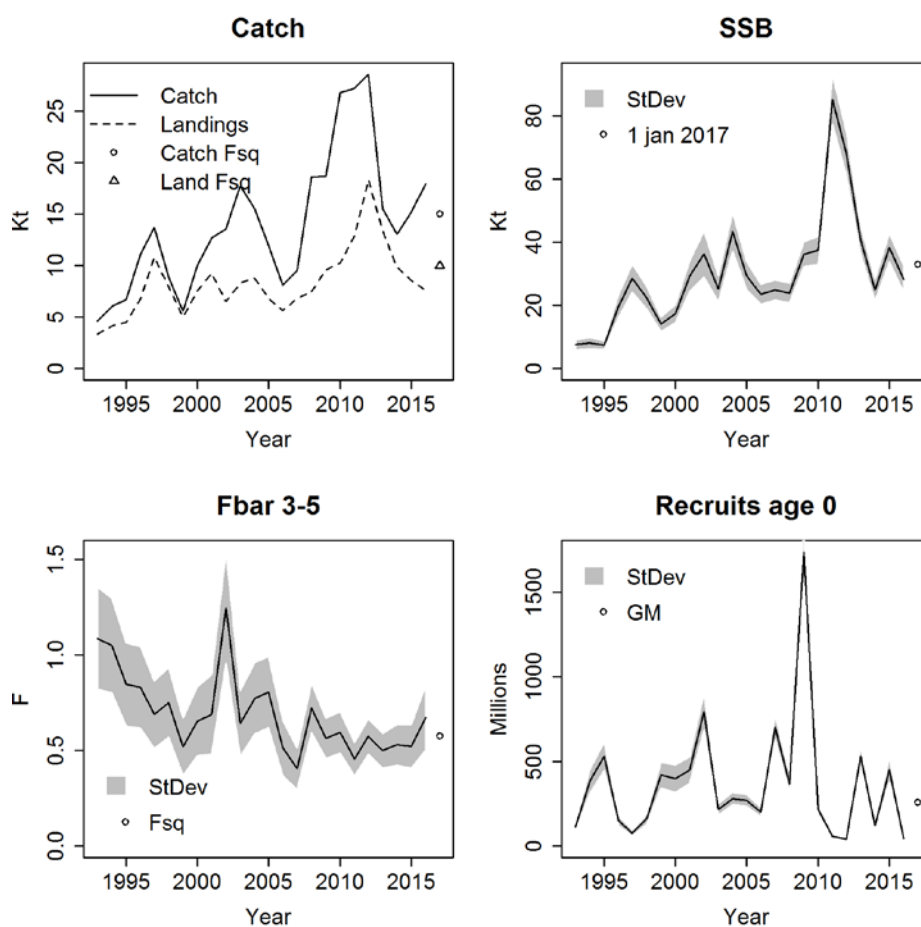 Catch
Kt
0 5 10 15 20 25
Catch
Landings
Catch Fsq
Land Fsq
1995 2000 2005 2010 2015
Year
SSB
Kt
0 20 40 60 80
StDev
1 jan 2017
1995 2000 2005 2010 2015
Year
Fbar 3-5
F
0.0 0.5 1.0 1.5
StDev
Fsq
1995 2000 2005 2010 2015
Year
Recruits age 0
Millions
0 500 1000 1500
StDev
GM
1995 2000 2005 2010 2015
Year